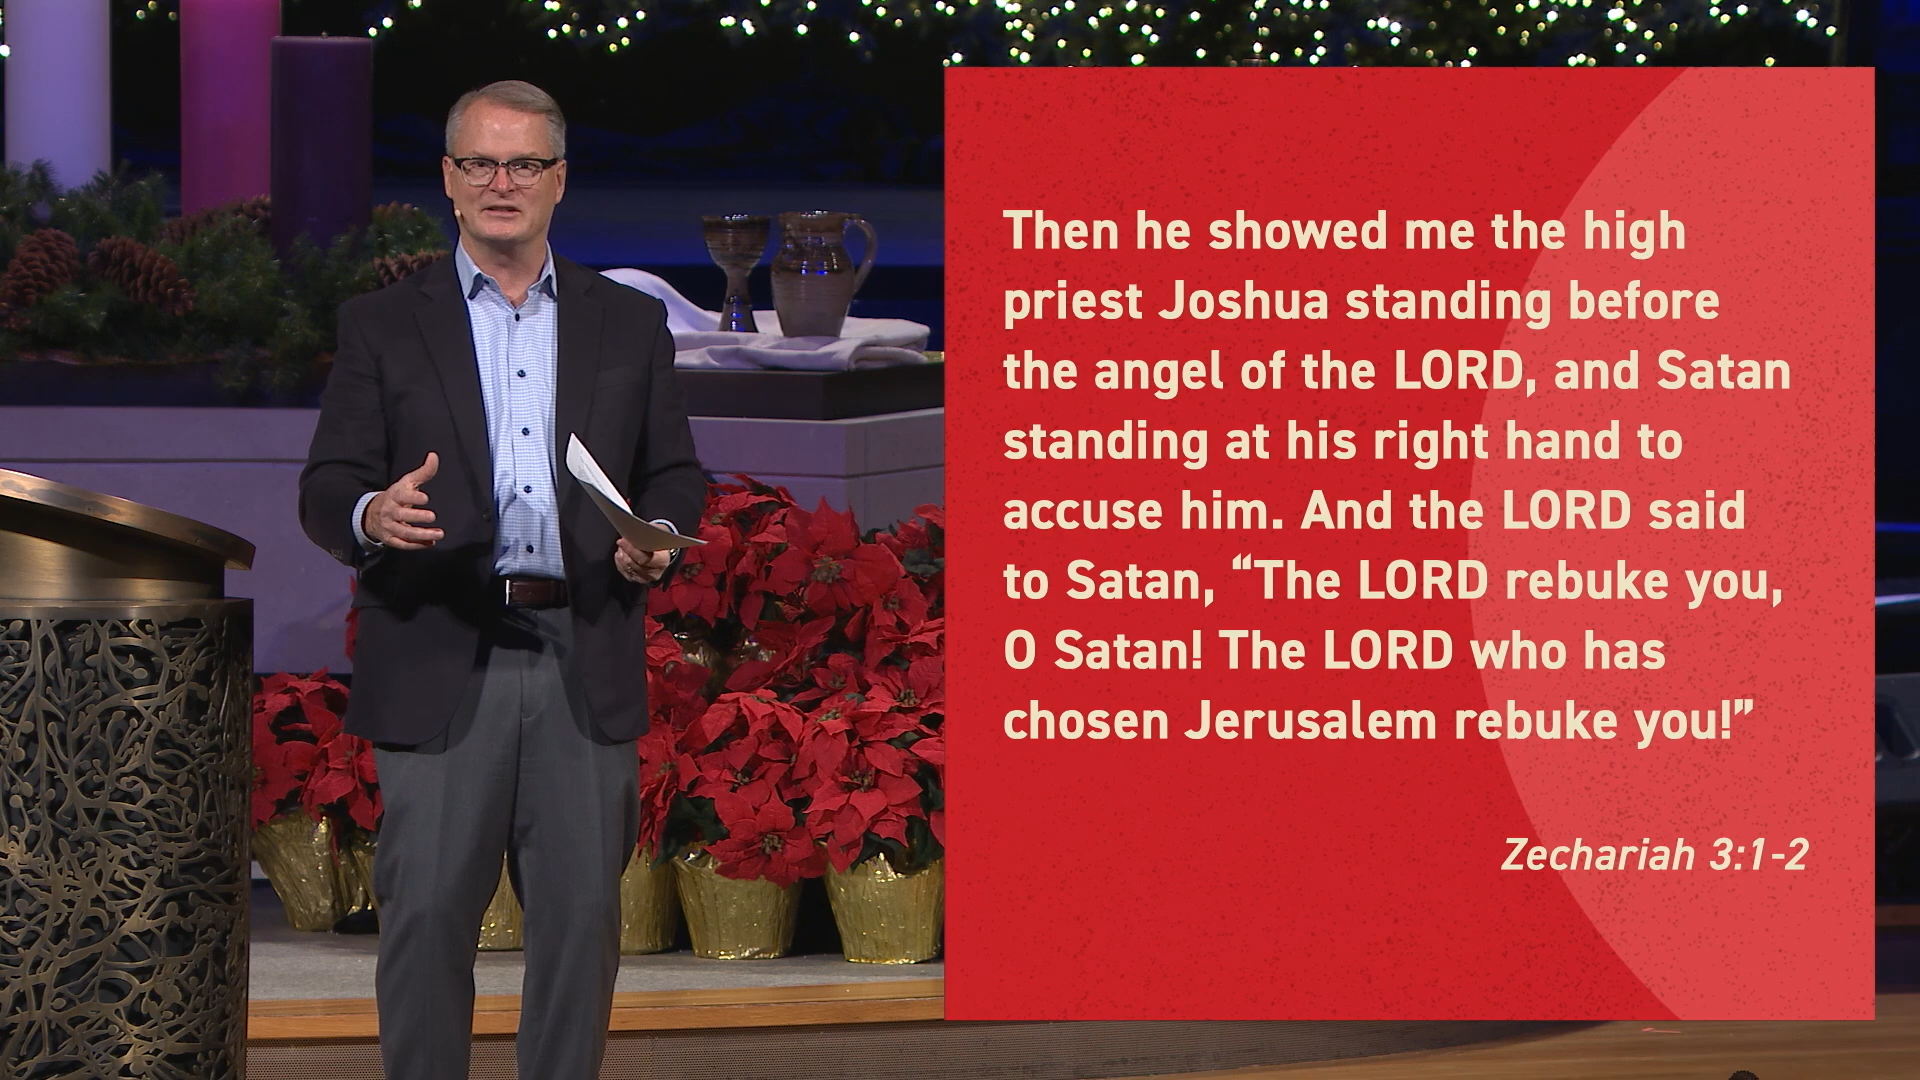 Then he showed me the high
priest Joshua standing before
the angel of the LORD, and Satan
standing at his right hand to
accuse him. And the LORD said
to Satan, “The LORD rebuke you,
O Satan! The LORD who has
chosen Jerusalem rebuke you!”
Zechariah 3:1-2